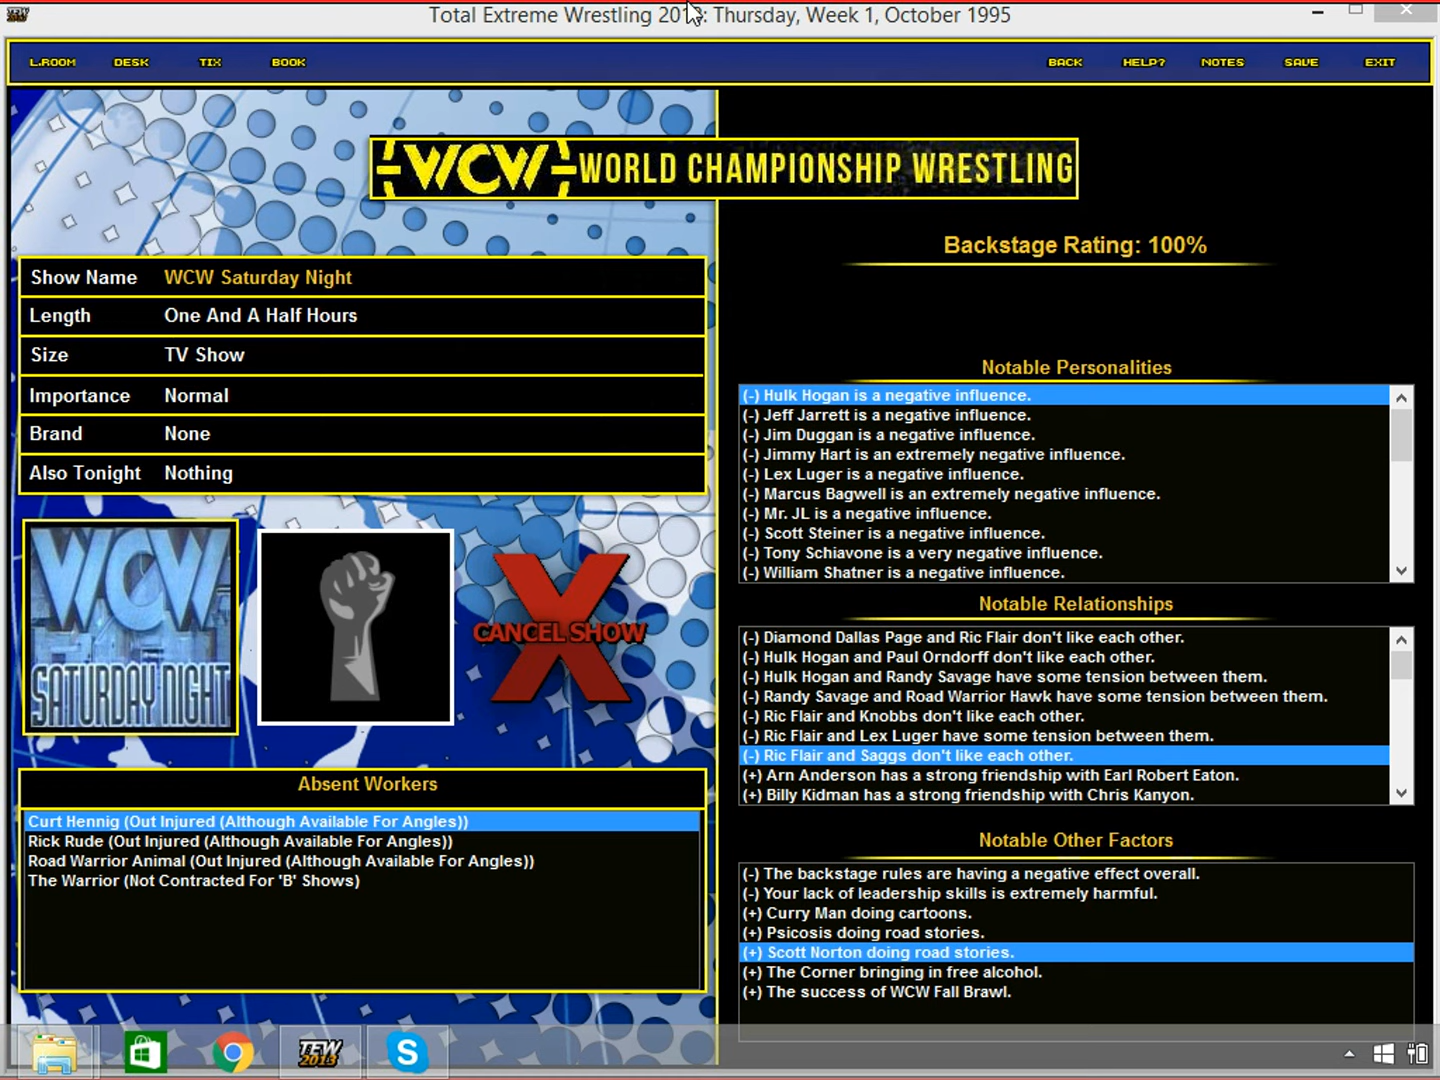 Total Extreme Wrestling 2013: Thursday, Week 1, October 1995
L.ROOM DESK TIX BOOK BACK HELP? NOTES SAVE EXIT
WCW WORLD CHAMPIONSHIP WRESTLING
Show Name WCW Saturday Night
Length One And A Half Hours
Size TV Show
Importance Normal
Brand None
Also Tonight Nothing
WCW
SATURDAY NIGHT
CANCEL SHOW
Absent Workers
Curt Hennig (Out Injured (Although Available For Angles))
Rick Rude (Out Injured (Although Available For Angles))
Road Warrior Animal (Out Injured (Although Available For Angles))
The Warrior (Not Contracted For 'B' Shows)
Backstage Rating: 100%
Notable Personalities
(-) Hulk Hogan is a negative influence.
(-) Jeff Jarrett is a negative influence.
(-) Jim Duggan is a negative influence.
(-) Jimmy Hart is an extremely negative influence.
(-) Lex Luger is a negative influence.
(-) Marcus Bagwell is an extremely negative influence.
(-) Mr. JL is a negative influence.
(-) Scott Steiner is a negative influence.
(-) Tony Schiavone is a very negative influence.
(-) William Shatner is a negative influence.
Notable Relationships
(-) Diamond Dallas Page and Ric Flair don't like each other.
(-) Hulk Hogan and Paul Orndorff don't like each other.
(-) Hulk Hogan and Randy Savage have some tension between them.
(-) Randy Savage and Road Warrior Hawk have some tension between them.
(-) Ric Flair and Knobbs don't like each other.
(-) Ric Flair and Lex Luger have some tension between them.
(-) Ric Flair and Saggs don't like each other.
(+) Arn Anderson has a strong friendship with Earl Robert Eaton.
(+) Billy Kidman has a strong friendship with Chris Kanyon.
Notable Other Factors
(-) The backstage rules are having a negative effect overall.
(-) Your lack of leadership skills is extremely harmful.
(+) Curry Man doing cartoons.
(+) Psicosis doing road stories.
(+) Scott Norton doing road stories.
(+) The Corner bringing in free alcohol.
(+) The success of WCW Fall Brawl.
TEW
2013
S